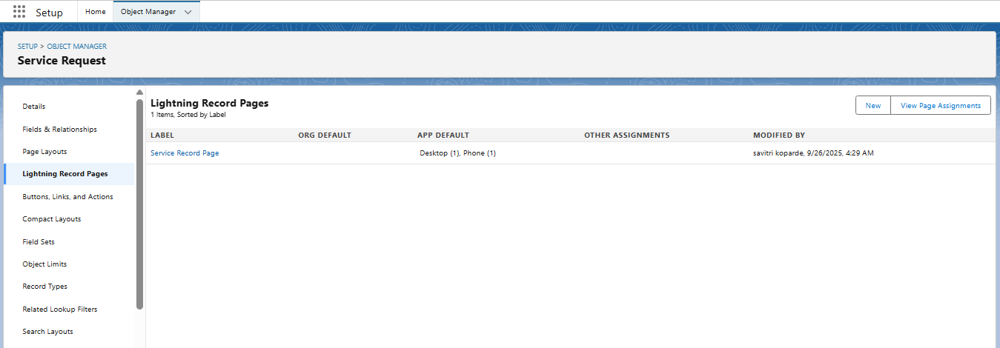 Setup
Home
Object Manager
SETUP > OBJECT MANAGER
Service Request
Details
Fields & Relationships
Page Layouts
Lightning Record Pages
Buttons, Links, and Actions
Compact Layouts
Field Sets
Object Limits
Record Types
Related Lookup Filters
Search Layouts
Lightning Record Pages
1 Items, Sorted by Label
New
View Page Assignments
LABEL ORG DEFAULT APP DEFAULT OTHER ASSIGNMENTS MODIFIED BY
Service Record Page Desktop (1), Phone (1) savitri koparde, 9/26/2025, 4:29 AM